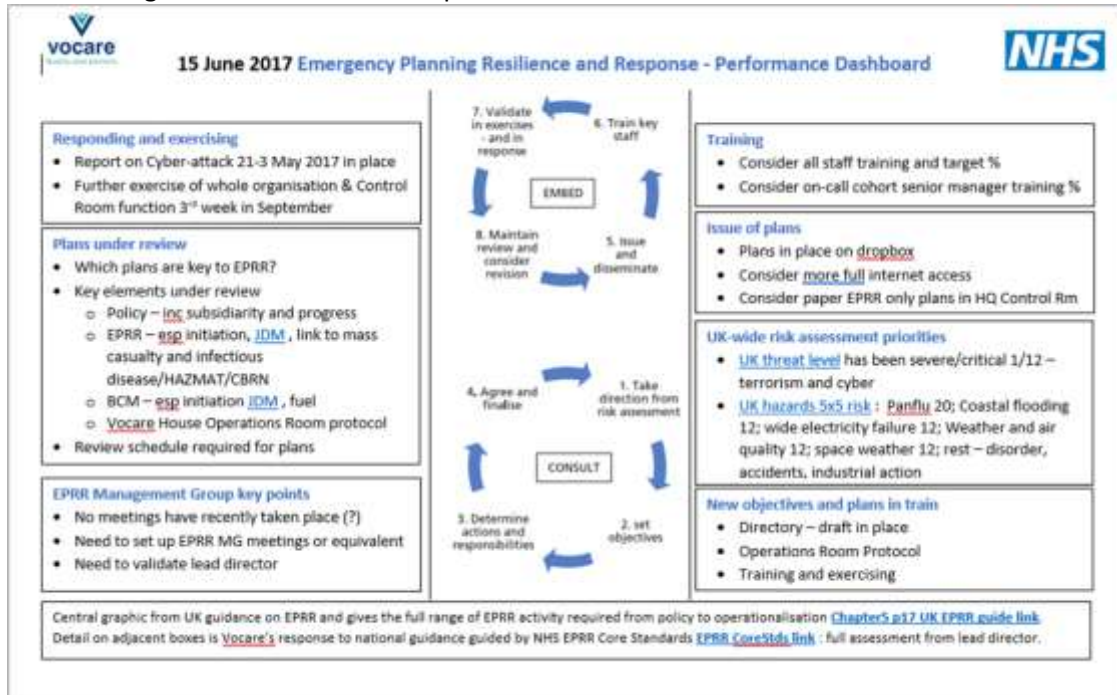 vocare
NHS
15 June 2017 Emergency Planning Resilience and Response - Performance Dashboard
Responding and exercising
• Report on Cyber-attack 21-3 May 2017 in place
• Further exercise of whole organisation & Control
Room function 3rd week in September
Plans under review
• Which plans are key to EPRR?
• Key elements under review
o Policy – inc subsidiarity and progress
o EPRR – esp initiation, JDM , link to mass
casualty and infectious
disease/HAZMAT/CBRN
o BCM – esp initiation JDM , fuel
o Vocare House Operations Room protocol
• Review schedule required for plans
EPRR Management Group key points
• No meetings have recently taken place (?)
• Need to set up EPRR MG meetings or equivalent
• Need to validate lead director
7. Validate
in exercises
- and in
response
6. Train key
staff
EMBED
8. Maintain
review and
consider
revision
5. Issue
and
disseminate
4. Agree and
finalise
1. Take
direction from
risk assessment
CONSULT
3. Determine
actions and
responsibilities
2. set
objectives
Training
• Consider all staff training and target %
• Consider on-call cohort senior manager training %
Issue of plans
• Plans in place on dropbox
• Consider more full internet access
• Consider paper EPRR only plans in HQ Control Rm
UK-wide risk assessment priorities
• UK threat level has been severe/critical 1/12 –
terrorism and cyber
• UK hazards 5x5 risk : Panflu 20; Coastal flooding
12; wide electricity failure 12; Weather and air
quality 12; space weather 12; rest – disorder,
accidents, industrial action
New objectives and plans in train
• Directory – draft in place
• Operations Room Protocol
• Training and exercising
Central graphic from UK guidance on EPRR and gives the full range of EPRR activity required from policy to operationalisation Chapter5 p17 UK EPRR guide link
Detail on adjacent boxes is Vocare's response to national guidance guided by NHS EPRR Core Standards EPRR CoreStds link : full assessment from lead director.